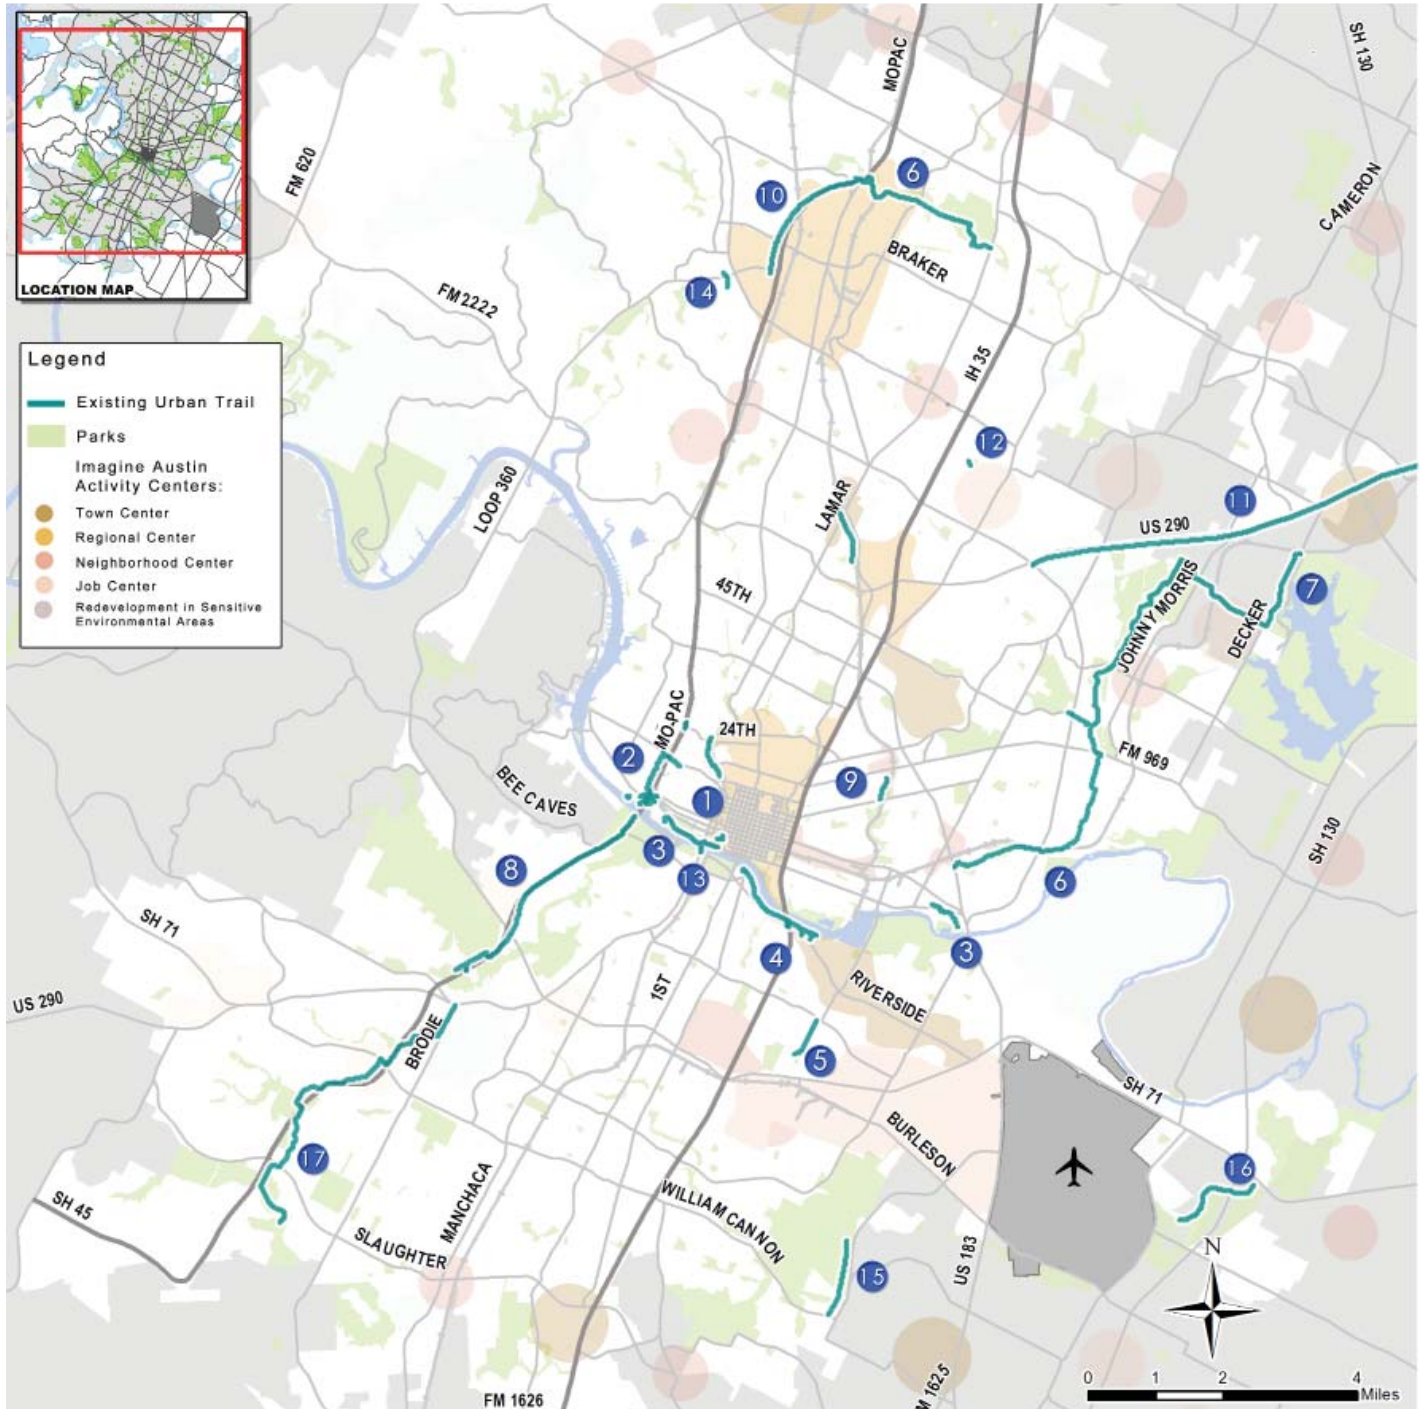 LOCATION MAP
Legend
Existing Urban Trail
Parks
Imagine Austin
Activity Centers:
Town Center
Regional Center
Neighborhood Center
Job Center
Redevelopment in Sensitive
Environmental Areas
MOPAC
SH 130
FM 620
6
10
CAMERON
BRAKER
14
FM 2222
IH 35
12
LOOP 360
LAMAR
11
US 290
45TH
7
JOHNNY MORRIS
DECKER
MO-PAC
24TH
2
FM 969
BEE CAVES
9
1
SH 130
3
8
13
6
SH 71
4
3
1ST
RIVERSIDE
US 290
BRODIE
5
SH 71
BURLESON
17
16
MANCHACA
WILLIAM CANNON
SH 45
SLAUGHTER
US 183
N
15
0 1 2 4
Miles
FM 1626
M 1625